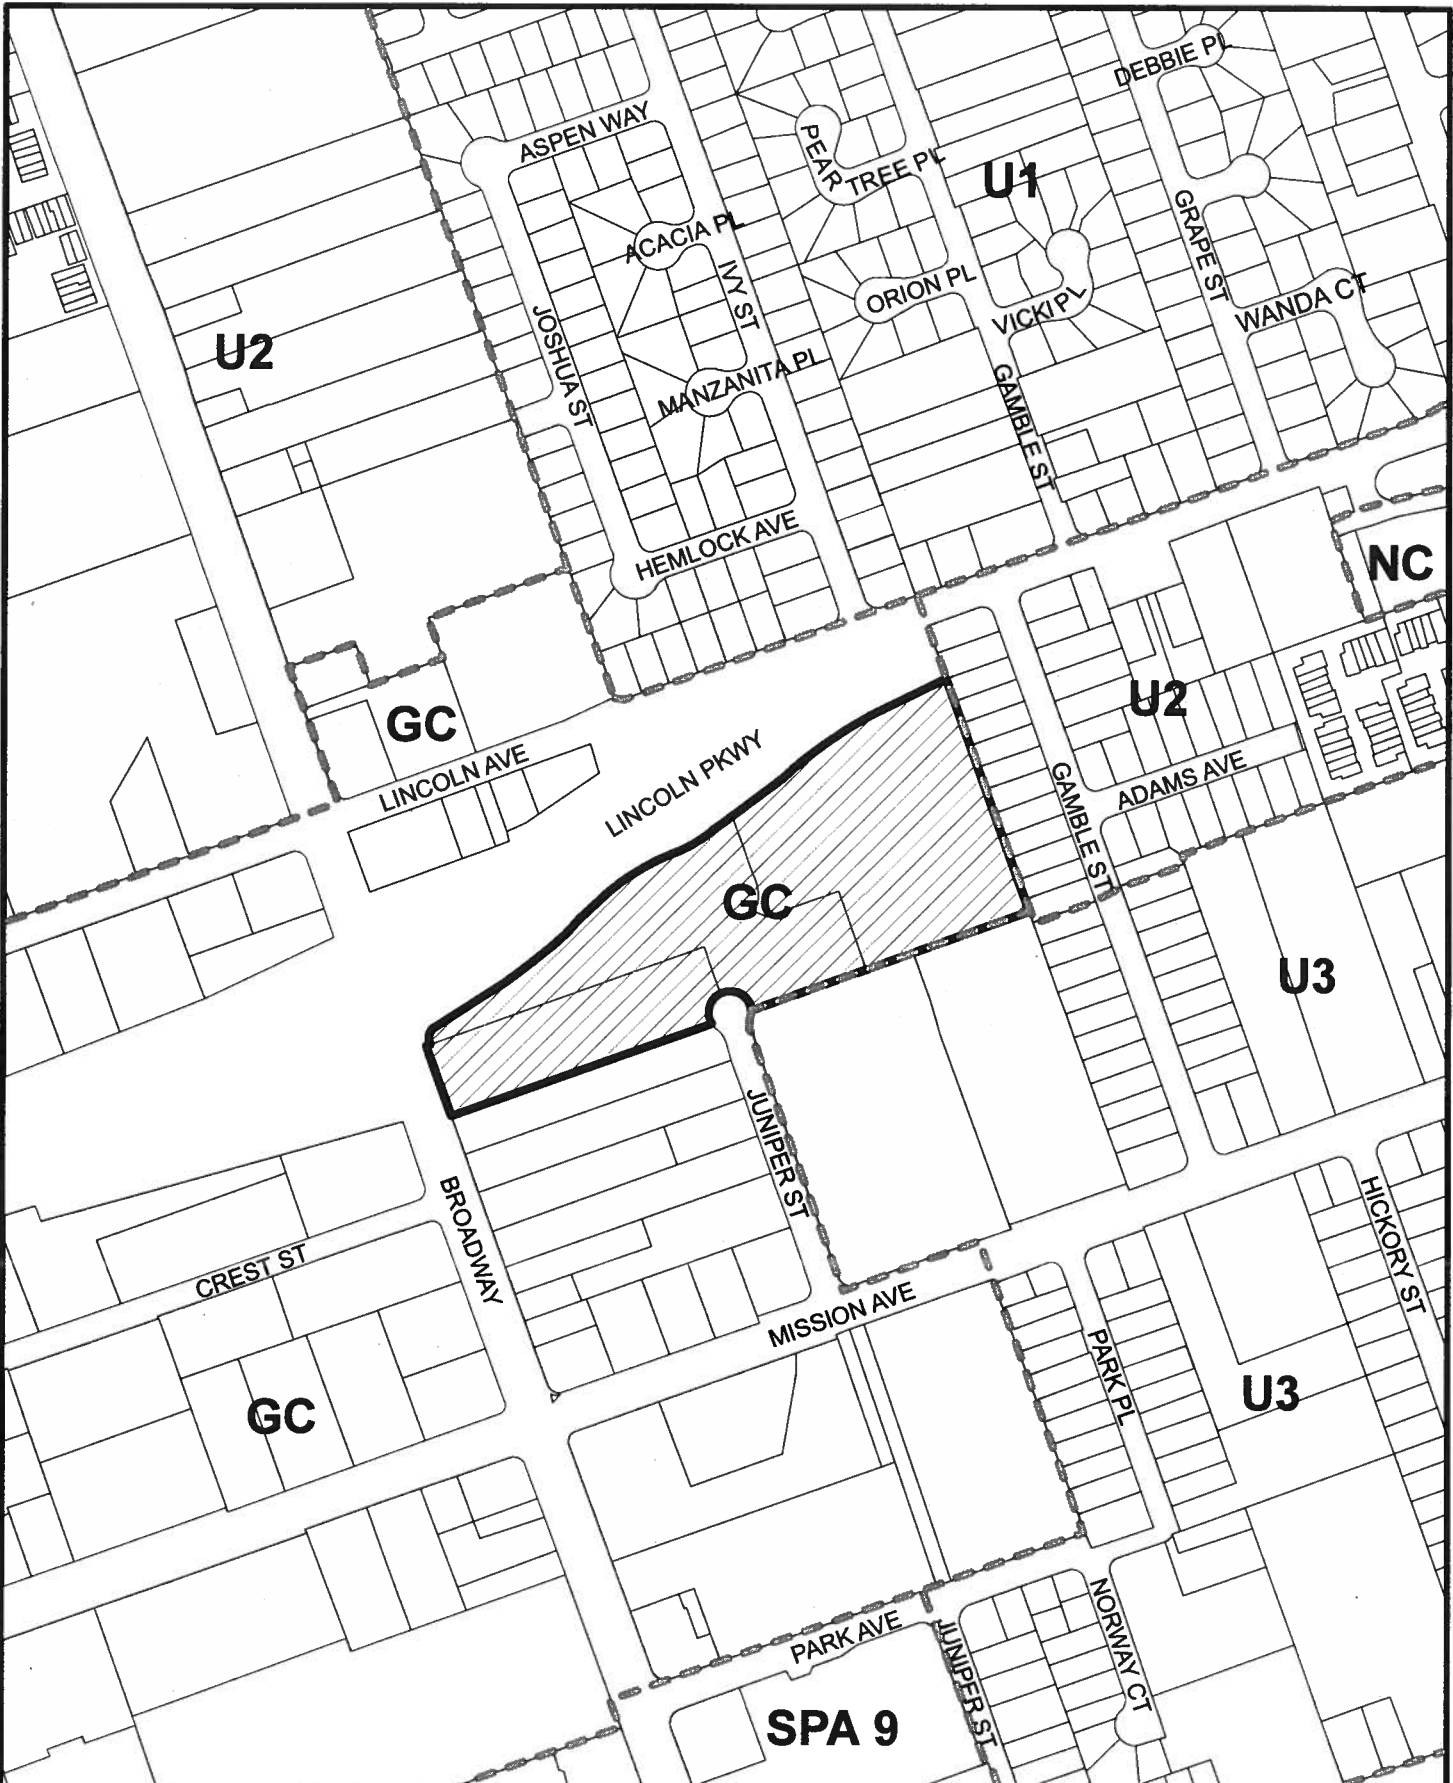 DEBBIE PL
ASPEN WAY
PEAR
TREE PL
U1
ACACIA PL
GRAPE ST
IVY ST
ORION PL
VICKI PL
WANDA CT
JOSHUA ST
U2
MANZANITA PL
GAMBLE ST
HEMLOCK AVE
NC
GC
LINCOLN AVE
LINCOLN PKWY
U2
ADAMS AVE
GAMBLE ST
GC
U3
JUNIPER ST
BROADWAY
CREST ST
HICKORY ST
MISSION AVE
PARK PL
GC
U3
PARK AVE
JUNIPER ST
NORWAY CT
SPA 9